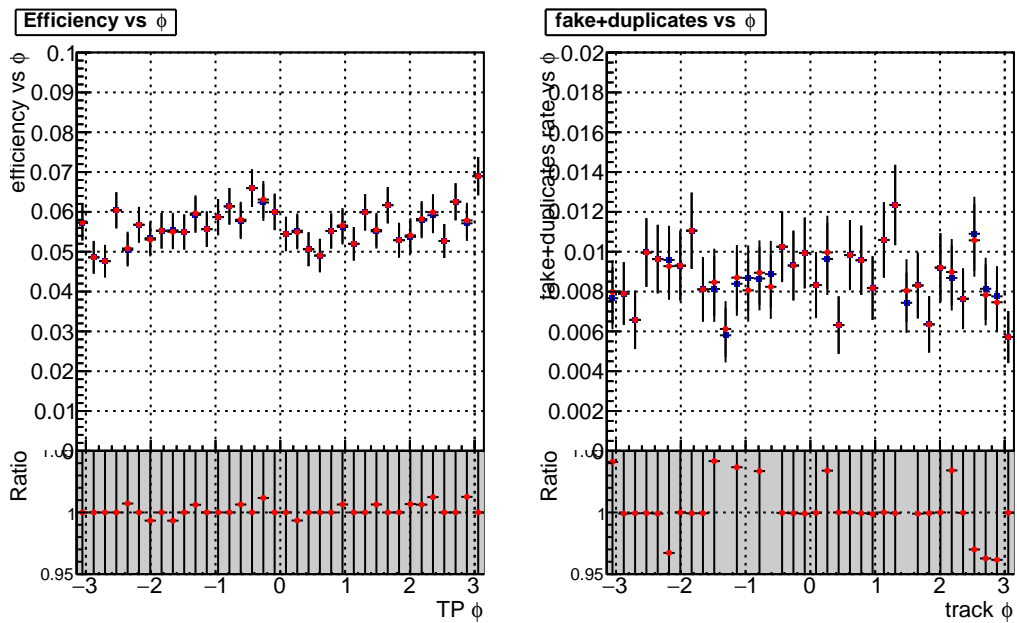 Efficiency vs ϕ
efficiency vs ϕ
0.1
0.09
0.08
0.07
0.06
0.05
0.04
0.03
0.02
0.01
0
Ratio
1.05
1
0.95
−3 −2 −1 0 1 2 3
TP ϕ
fake+duplicates vs ϕ
fake+duplicates rate vs ϕ
0.02
0.018
0.016
0.014
0.012
0.01
0.008
0.006
0.004
0.002
0
Ratio
1.05
1
0.95
−3 −2 −1 0 1 2 3
track ϕ